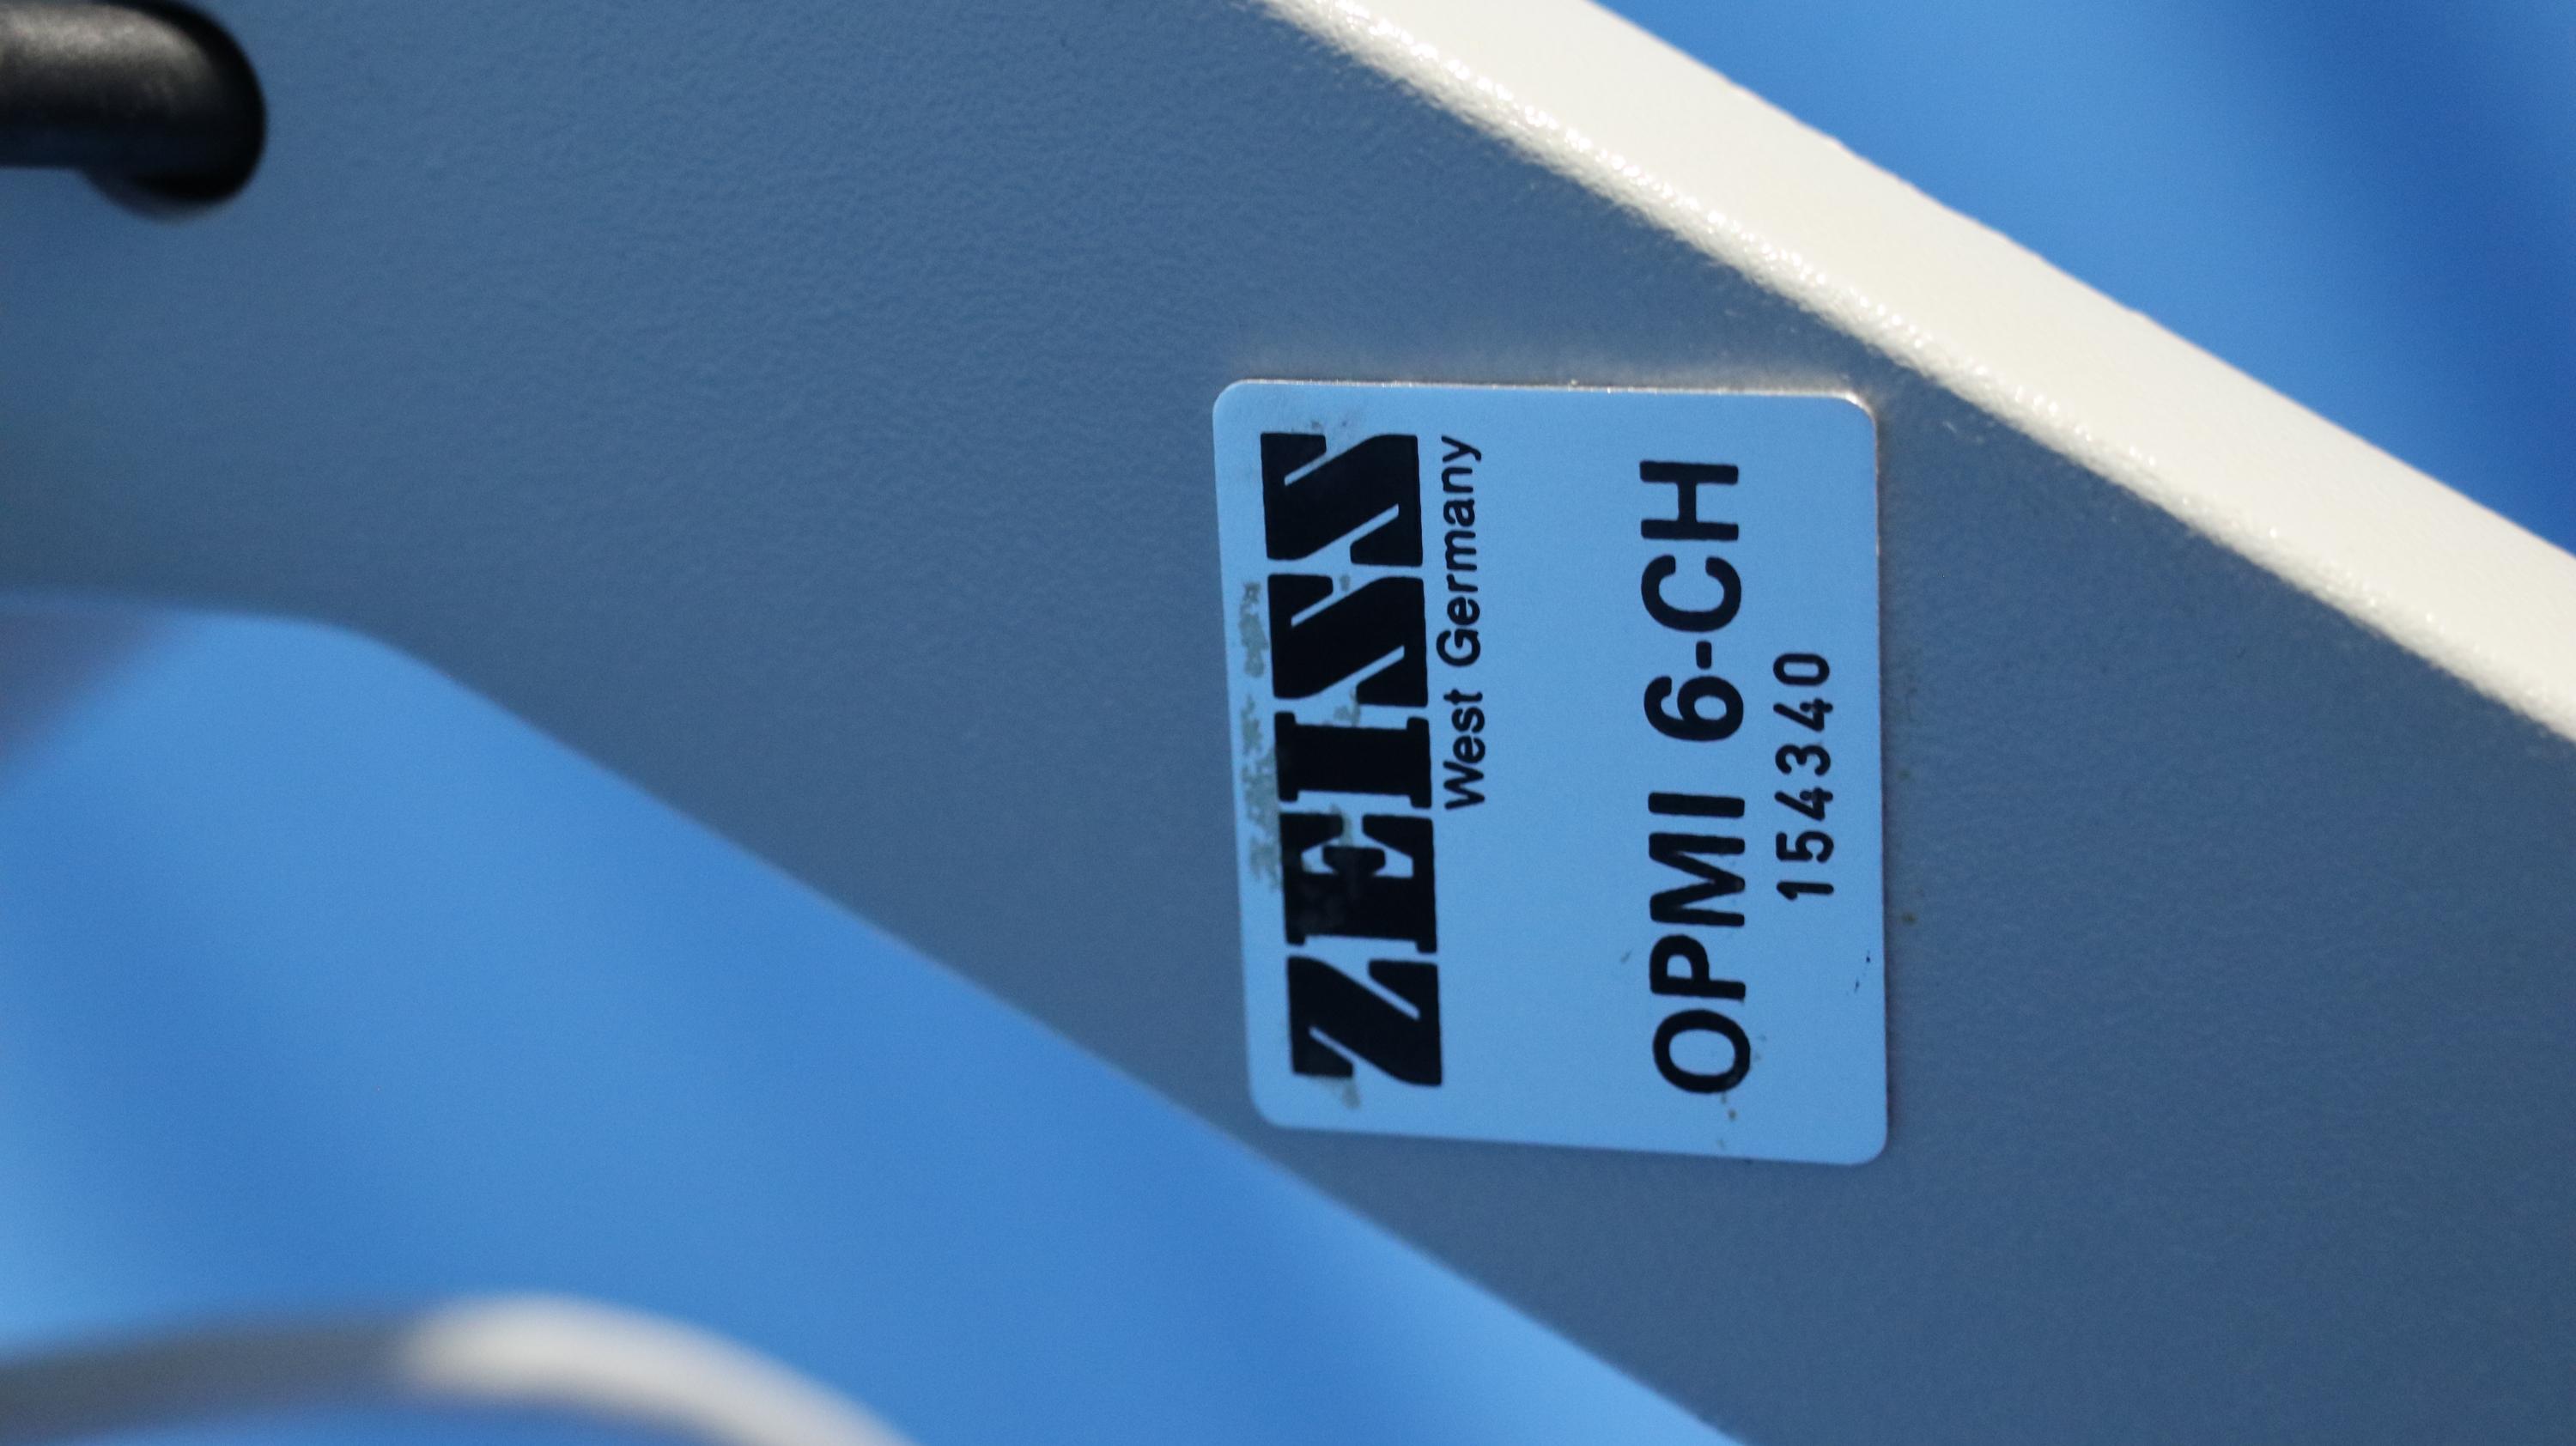 ZEISS
West Germany
OPMI 6-CH
154340